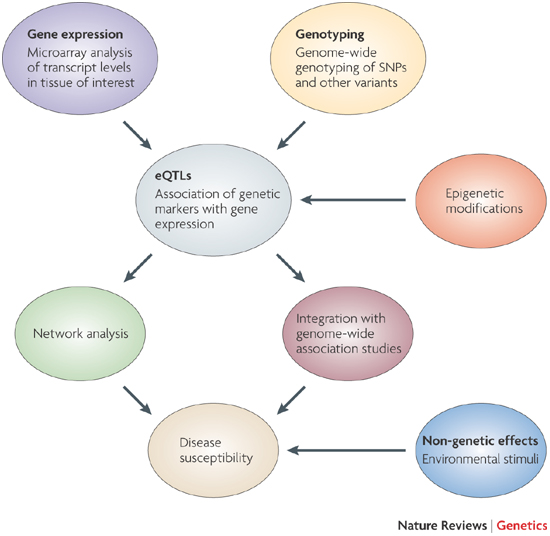 Gene expression
Microarray analysis
of transcript levels
in tissue of interest
Genotyping
Genome-wide
genotyping of SNPs
and other variants
eQTLs
Association of genetic
markers with gene
expression
Epigenetic
modifications
Network analysis
Integration with
genome-wide
association studies
Disease
susceptibility
Non-genetic effects
Environmental stimuli
Nature Reviews | Genetics